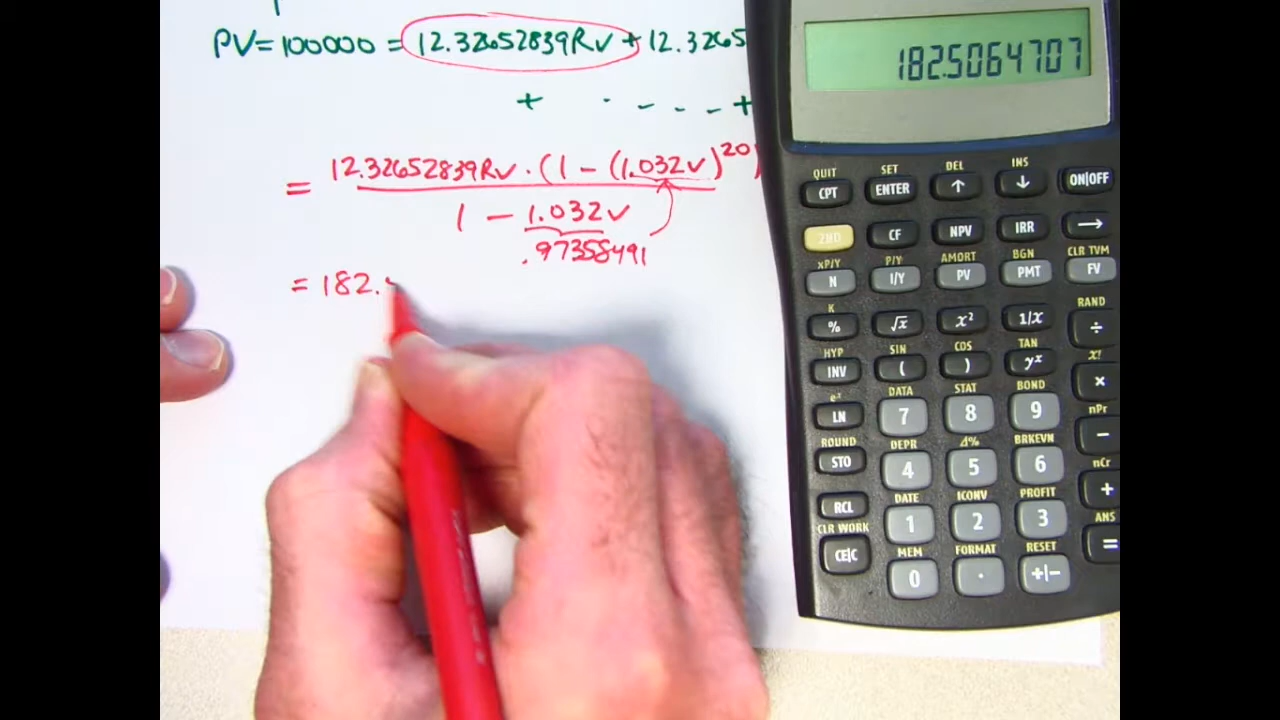 PV=100000 = 12.32652839Rv + 12.3265
+ . - - - +
= 12.32652839Rv · (1 - (1.032v)^20)
1 - 1.032v
.97358491
= 182.
182.5064707
QUIT SET DEL INS
CPT ENTER ↑ ↓ ON/OFF
2ND CF NPV IRR →
xP/Y P/Y AMORT BGN CLR TVM
N I/Y PV PMT FV
K RAND
% √x x² 1/x ÷
HYP SIN COS TAN x!
INV ( ) yˣ ×
eˣ DATA STAT BOND nPr
LN 7 8 9 −
ROUND DEPR Δ% BRKEVN nCr
STO 4 5 6 +
DATE ICONV PROFIT ANS
RCL 1 2 3 =
CLR WORK MEM FORMAT RESET
CE|C 0 . +|−